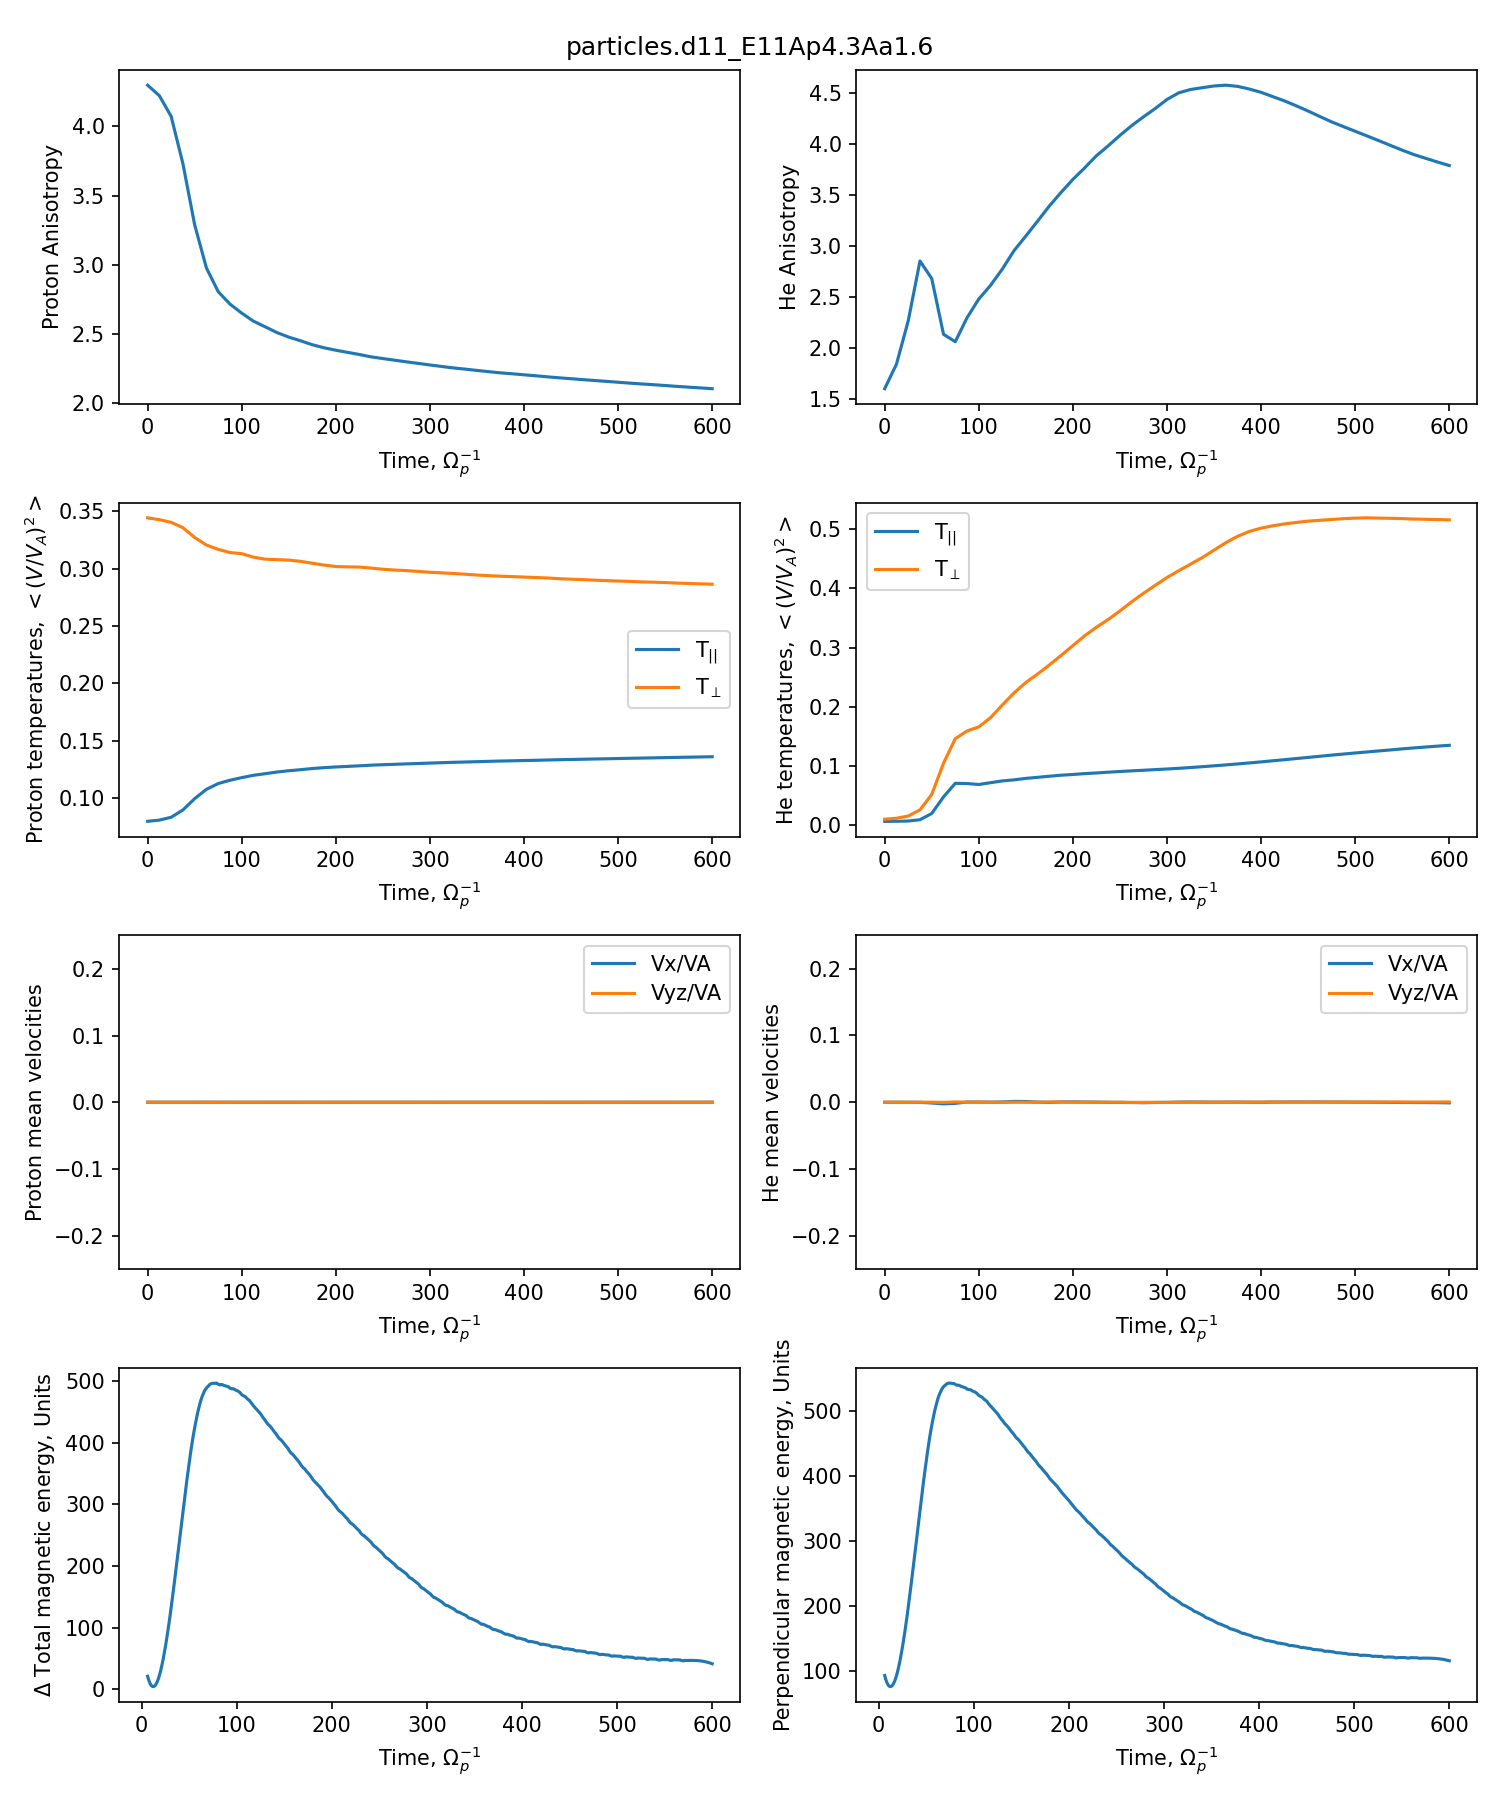 particles.d11_E11Ap4.3Aa1.6
Proton Anisotropy
4.0
3.5
3.0
2.5
2.0
0 100 200 300 400 500 600
Time, Ω_p^{-1}
He Anisotropy
4.5
4.0
3.5
3.0
2.5
2.0
1.5
0 100 200 300 400 500 600
Time, Ω_p^{-1}
Proton temperatures, < (V/V_A)^2 >
0.35
0.30
0.25
0.20
0.15
0.10
T_{||}
T_⊥
0 100 200 300 400 500 600
Time, Ω_p^{-1}
He temperatures, < (V/V_A)^2 >
0.5
0.4
0.3
0.2
0.1
0.0
T_{||}
T_⊥
0 100 200 300 400 500 600
Time, Ω_p^{-1}
Proton mean velocities
0.2
0.1
0.0
−0.1
−0.2
Vx/VA
Vyz/VA
0 100 200 300 400 500 600
Time, Ω_p^{-1}
He mean velocities
0.2
0.1
0.0
−0.1
−0.2
Vx/VA
Vyz/VA
0 100 200 300 400 500 600
Time, Ω_p^{-1}
Δ Total magnetic energy, Units
500
400
300
200
100
0
0 100 200 300 400 500 600
Time, Ω_p^{-1}
Perpendicular magnetic energy, Units
500
400
300
200
100
0 100 200 300 400 500 600
Time, Ω_p^{-1}